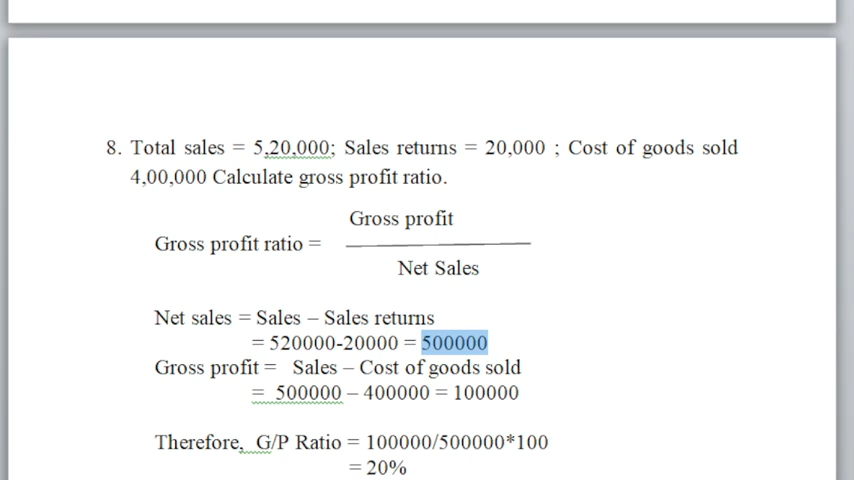 8. Total sales = 5,20,000; Sales returns = 20,000 ; Cost of goods sold
4,00,000 Calculate gross profit ratio.
Gross profit
Gross profit ratio =
Net Sales
Net sales = Sales – Sales returns
= 520000-20000 = 500000
Gross profit = Sales – Cost of goods sold
= 500000 – 400000 = 100000
Therefore, G/P Ratio = 100000/500000*100
= 20%